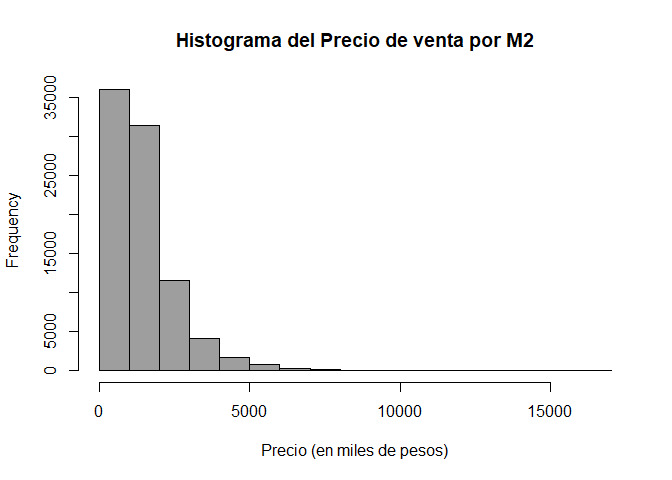 Histograma del Precio de venta por M2
Frequency
35000
25000
15000
5000
0
0 5000 10000 15000
Precio (en miles de pesos)